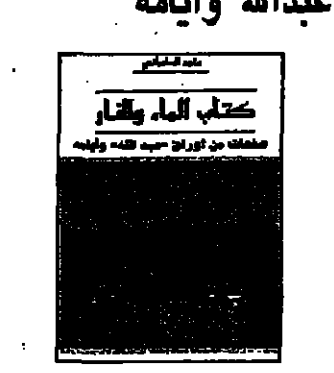 عبدالله وأيامه
كتاب الماء والنار
صفحات من أوراق «عبد الله» وأيامه